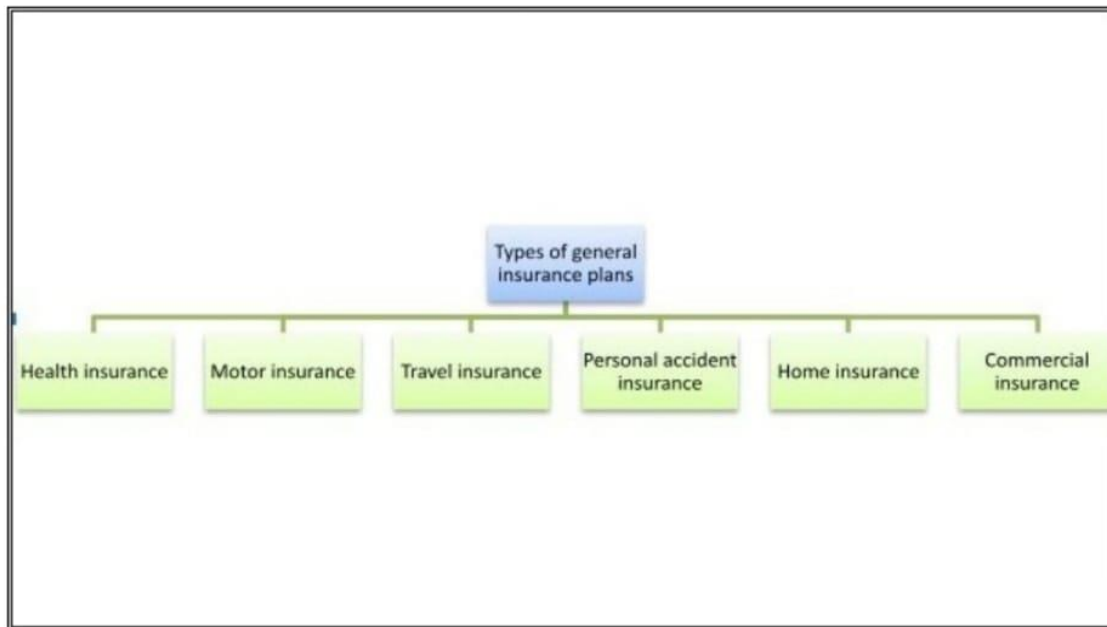 Types of general
insurance plans
Health insurance
Motor insurance
Travel insurance
Personal accident
insurance
Home insurance
Commercial
insurance